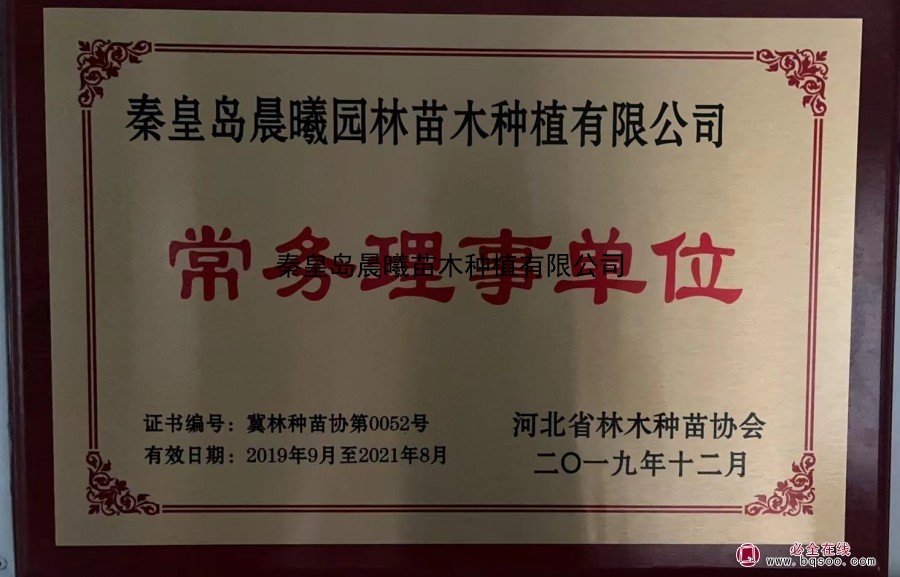 秦皇岛晨曦园林苗木种植有限公司
常务理事单位
秦皇岛晨曦苗木种植有限公司
证书编号：冀林种苗协第0052号
有效日期：2019年9月至2021年8月
河北省林木种苗协会
二〇一九年十二月
必全在线
www.bqsoo.com